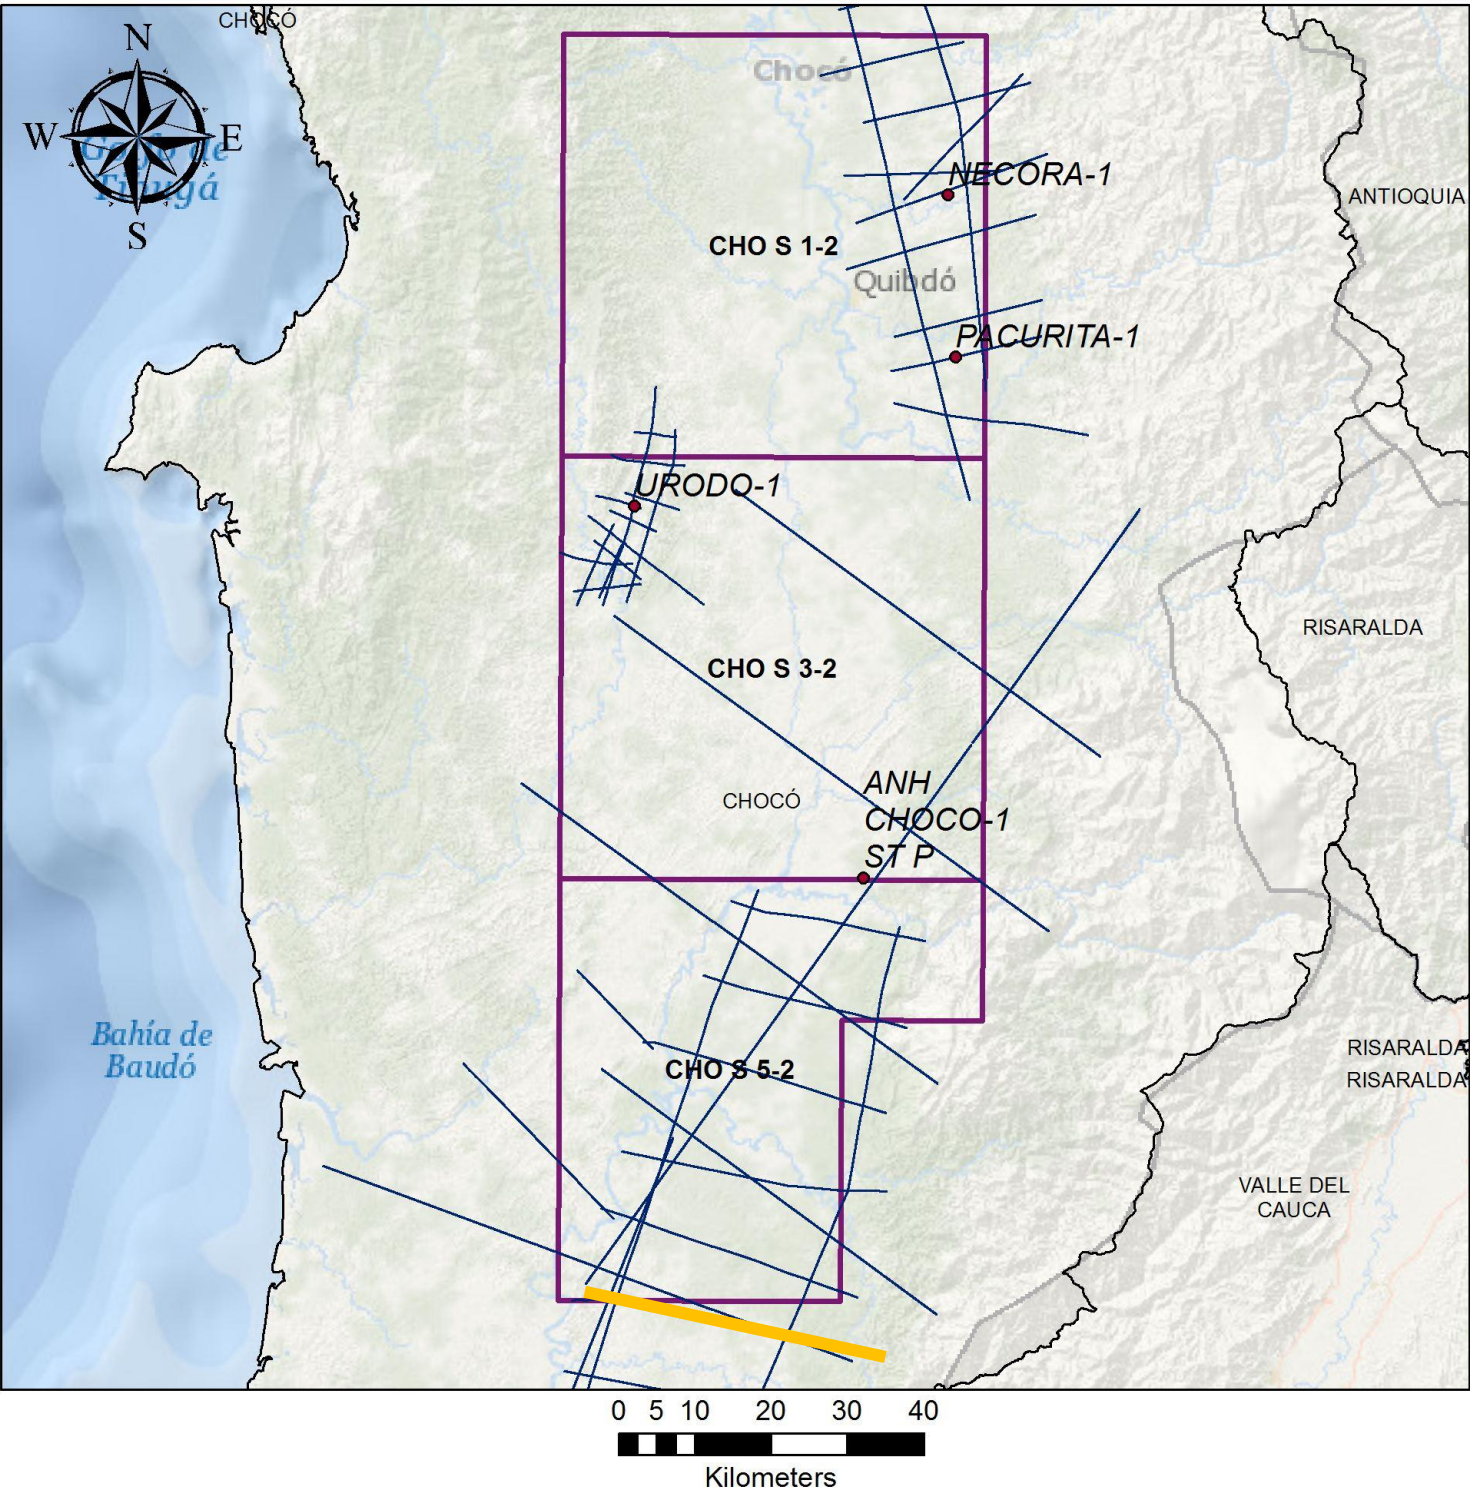 CHOCÓ
N
W
E
S
Golfo de
Tribugá
Chocó
NECORA-1
ANTIOQUIA
CHO S 1-2
Quibdó
PACURITA-1
URODO-1
RISARALDA
CHO S 3-2
ANH
CHOCO-1
ST P
CHOCÓ
Bahía de
Baudó
CHO S 5-2
RISARALDA
RISARALDA
VALLE DEL
CAUCA
0 5 10 20 30 40
Kilometers